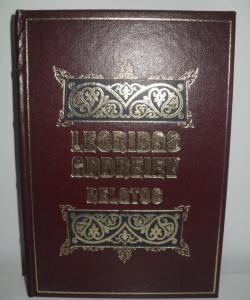 LEONIDAS
ANDREIEV
RELATOS